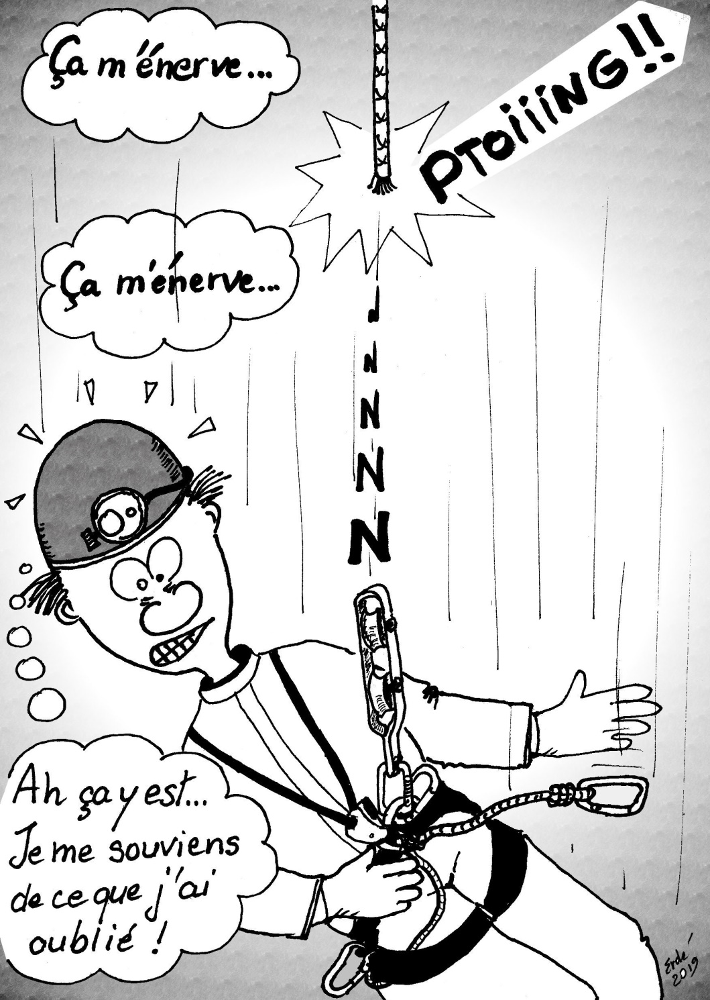 Ça m'énerve...
PToiiiNG!!
Ça m'énerve...
N
N
N
N
Ah ça y est...
Je me souviens
de ce que j'ai
oublié !
Erdé
2019